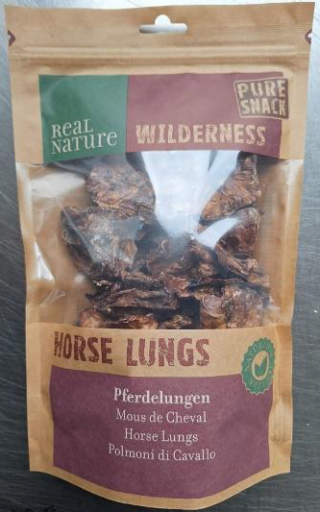 PURE
SNACK
REAL
NATURE
WILDERNESS
HORSE LUNGS
Pferdelungen
Mous de Cheval
Horse Lungs
Polmoni di Cavallo